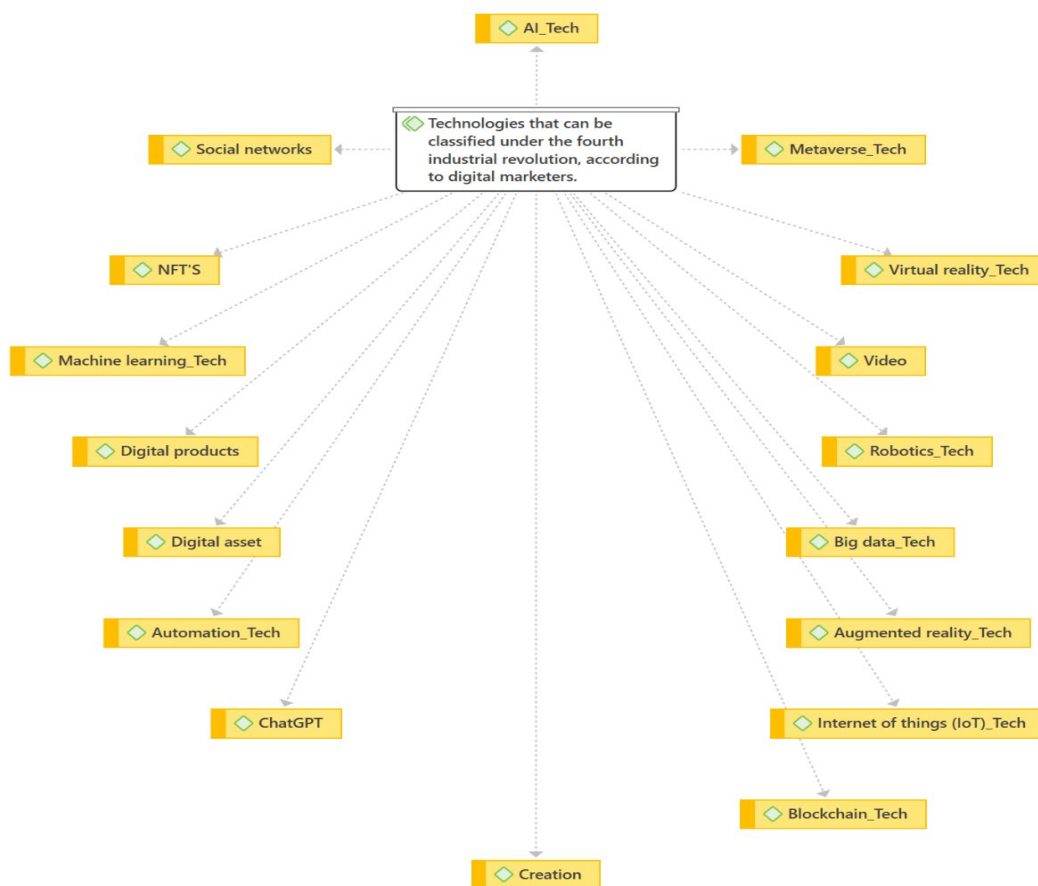 AI_Tech
Technologies that can be
classified under the fourth
industrial revolution, according
to digital marketers.
Social networks
Metaverse_Tech
NFT'S
Virtual reality_Tech
Machine learning_Tech
Video
Digital products
Robotics_Tech
Digital asset
Big data_Tech
Automation_Tech
Augmented reality_Tech
ChatGPT
Internet of things (IoT)_Tech
Blockchain_Tech
Creation